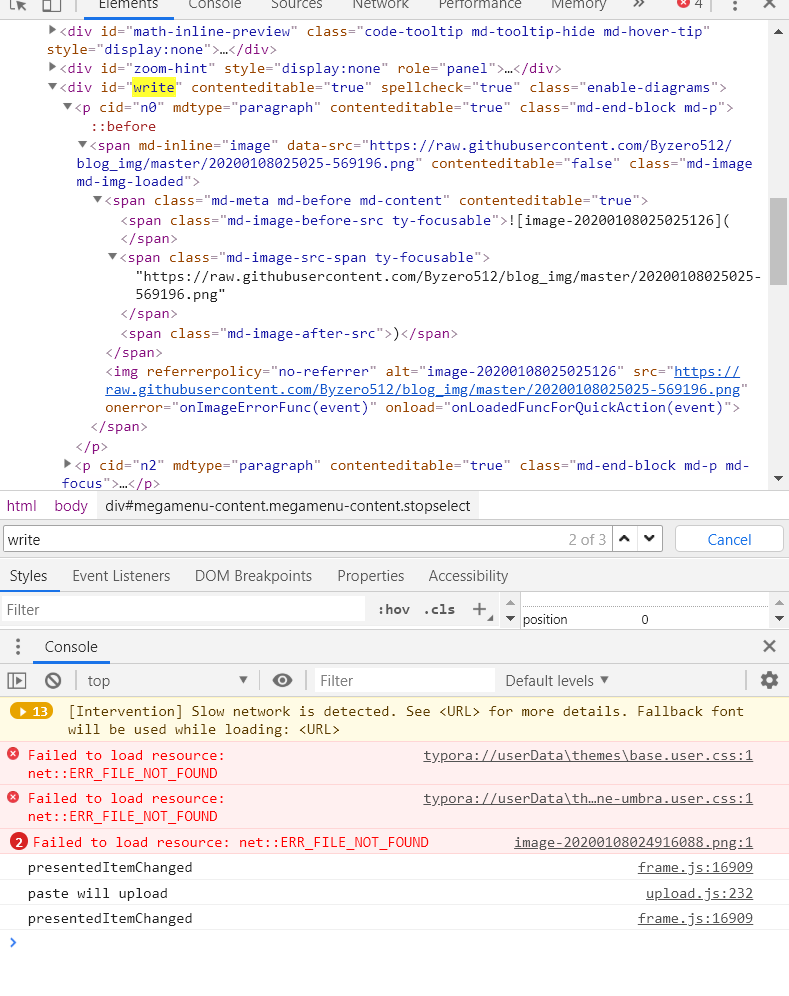 Elements Console Sources Network Performance Memory » 4
▶<div id="math-inline-preview" class="code-tooltip md-tooltip-hide md-hover-tip"
style="display:none">…</div>
▶<div id="zoom-hint" style="display:none" role="panel">…</div>
▼<div id="write" contenteditable="true" spellcheck="true" class="enable-diagrams">
▼<p cid="n0" mdtype="paragraph" contenteditable="true" class="md-end-block md-p">
::before
▼<span md-inline="image" data-src="https://raw.githubusercontent.com/Byzero512/
blog_img/master/20200108025025-569196.png" contenteditable="false" class="md-image
md-img-loaded">
▼<span class="md-meta md-before md-content" contenteditable="true">
<span class="md-image-before-src ty-focusable">![image-20200108025025126](
</span>
▼<span class="md-image-src-span ty-focusable">
"https://raw.githubusercontent.com/Byzero512/blog_img/master/20200108025025-
569196.png"
</span>
<span class="md-image-after-src">)</span>
</span>
<img referrerpolicy="no-referrer" alt="image-20200108025025126" src="https://
raw.githubusercontent.com/Byzero512/blog_img/master/20200108025025-569196.png"
onerror="onImageErrorFunc(event)" onload="onLoadedFuncForQuickAction(event)">
</span>
</p>
▶<p cid="n2" mdtype="paragraph" contenteditable="true" class="md-end-block md-p md-
focus">…</p>
html body div#megamenu-content.megamenu-content.stopselect
write 2 of 3 Cancel
Styles Event Listeners DOM Breakpoints Properties Accessibility
Filter :hov .cls +
position 0
Console
top Filter Default levels ▼
13 [Intervention] Slow network is detected. See <URL> for more details. Fallback font
will be used while loading: <URL>
Failed to load resource: typora://userData\themes\base.user.css:1
net::ERR_FILE_NOT_FOUND
Failed to load resource: typora://userData\th…ne-umbra.user.css:1
net::ERR_FILE_NOT_FOUND
2 Failed to load resource: net::ERR_FILE_NOT_FOUND image-20200108024916088.png:1
presentedItemChanged frame.js:16909
paste will upload upload.js:232
presentedItemChanged frame.js:16909